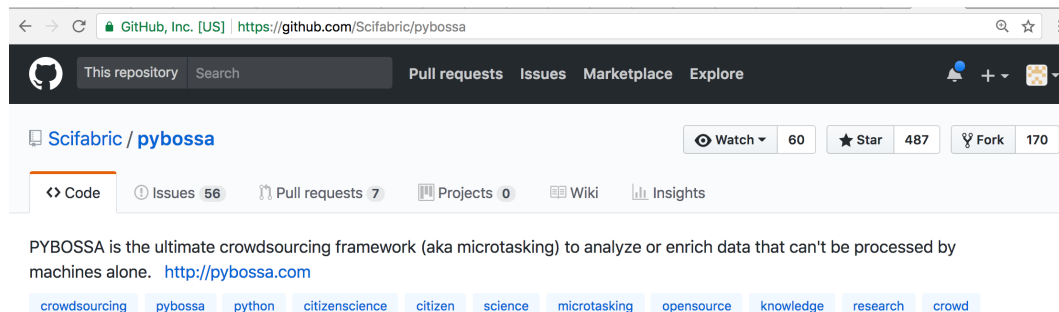 GitHub, Inc. [US] https://github.com/Scifabric/pybossa
This repository Search Pull requests Issues Marketplace Explore
Scifabric / pybossa Watch 60 Star 487 Fork 170
Code Issues 56 Pull requests 7 Projects 0 Wiki Insights
PYBOSSA is the ultimate crowdsourcing framework (aka microtasking) to analyze or enrich data that can't be processed by
machines alone. http://pybossa.com
crowdsourcing pybossa python citizenscience citizen science microtasking opensource knowledge research crowd